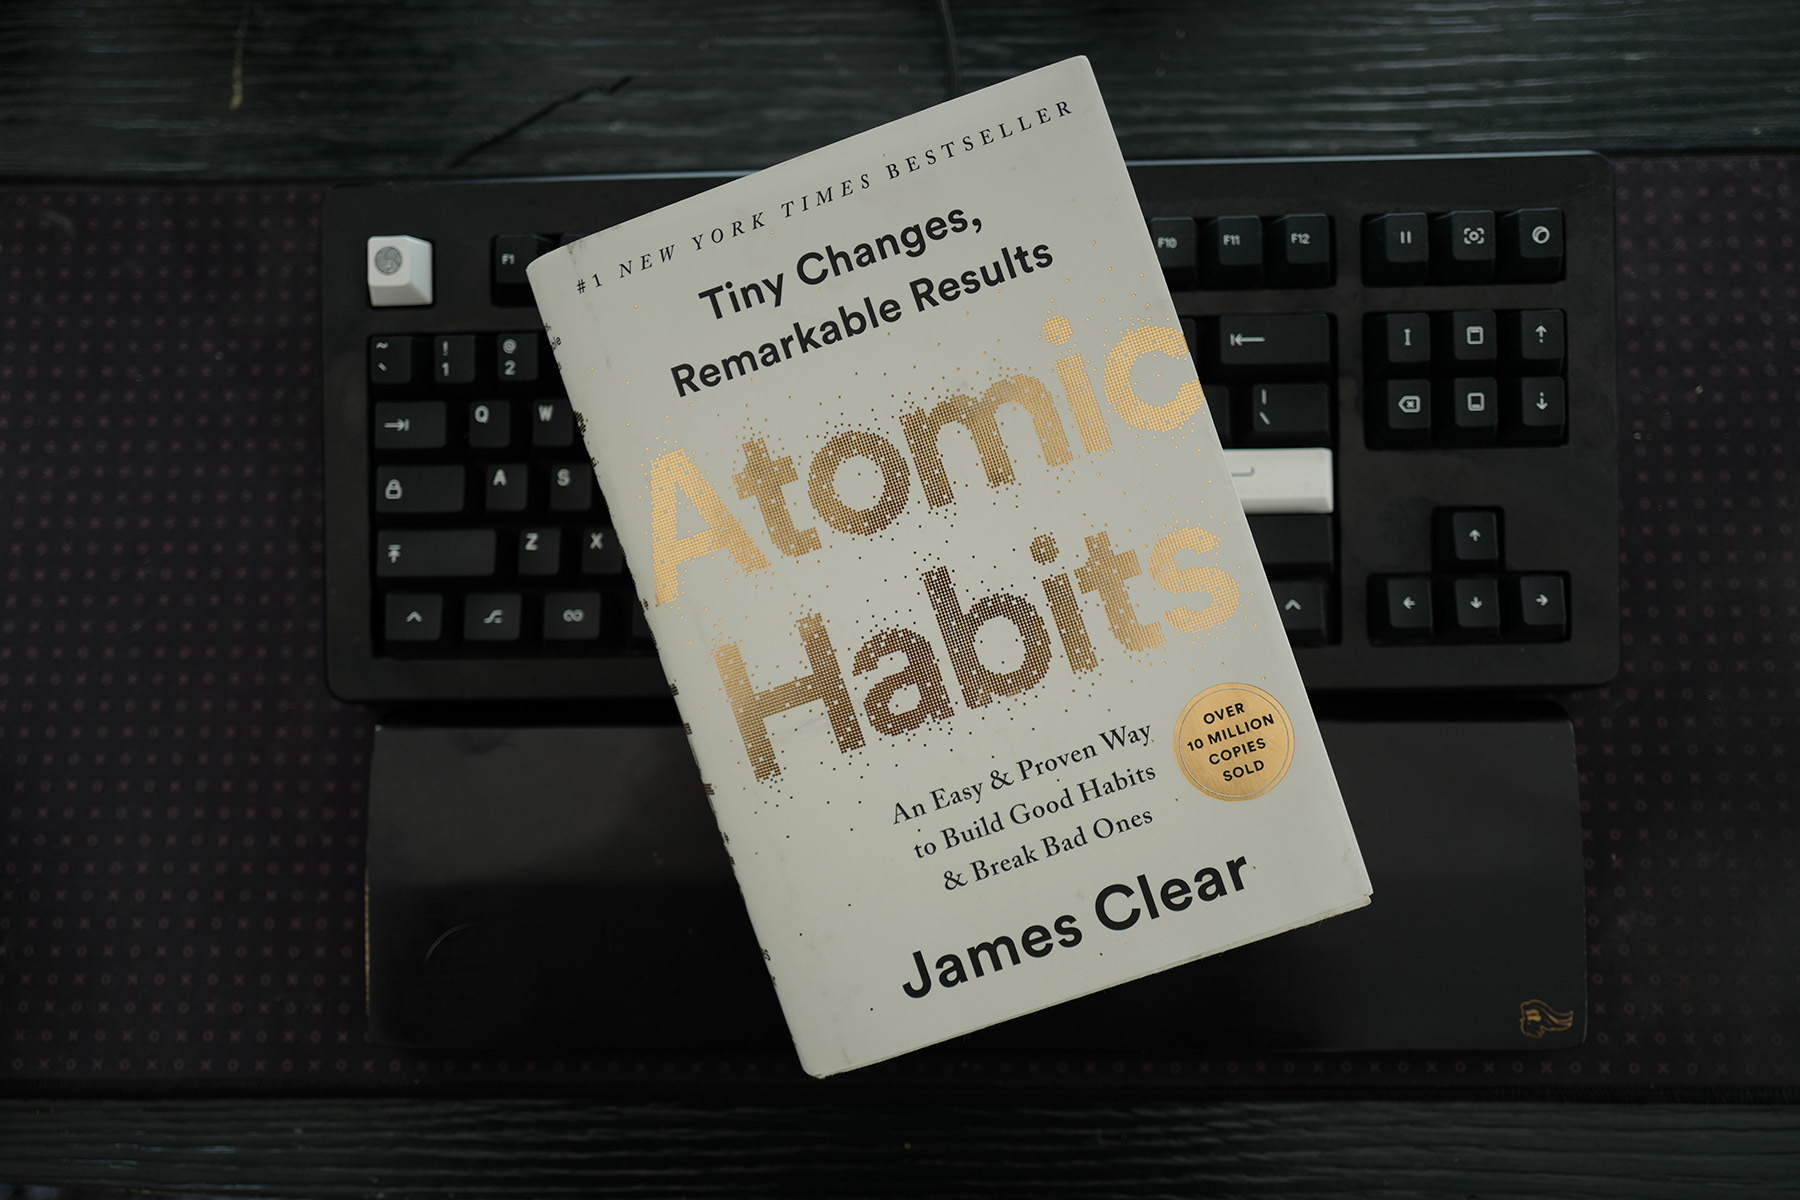 #1 NEW YORK TIMES BESTSELLER
Tiny Changes,
Remarkable Results
Atomic
Habits
An Easy & Proven Way
to Build Good Habits
& Break Bad Ones
OVER
10 MILLION
COPIES
SOLD
James Clear
F1
F10 F11 F12
~ ! @
` 1 2
Q W
| \
A S
Z X